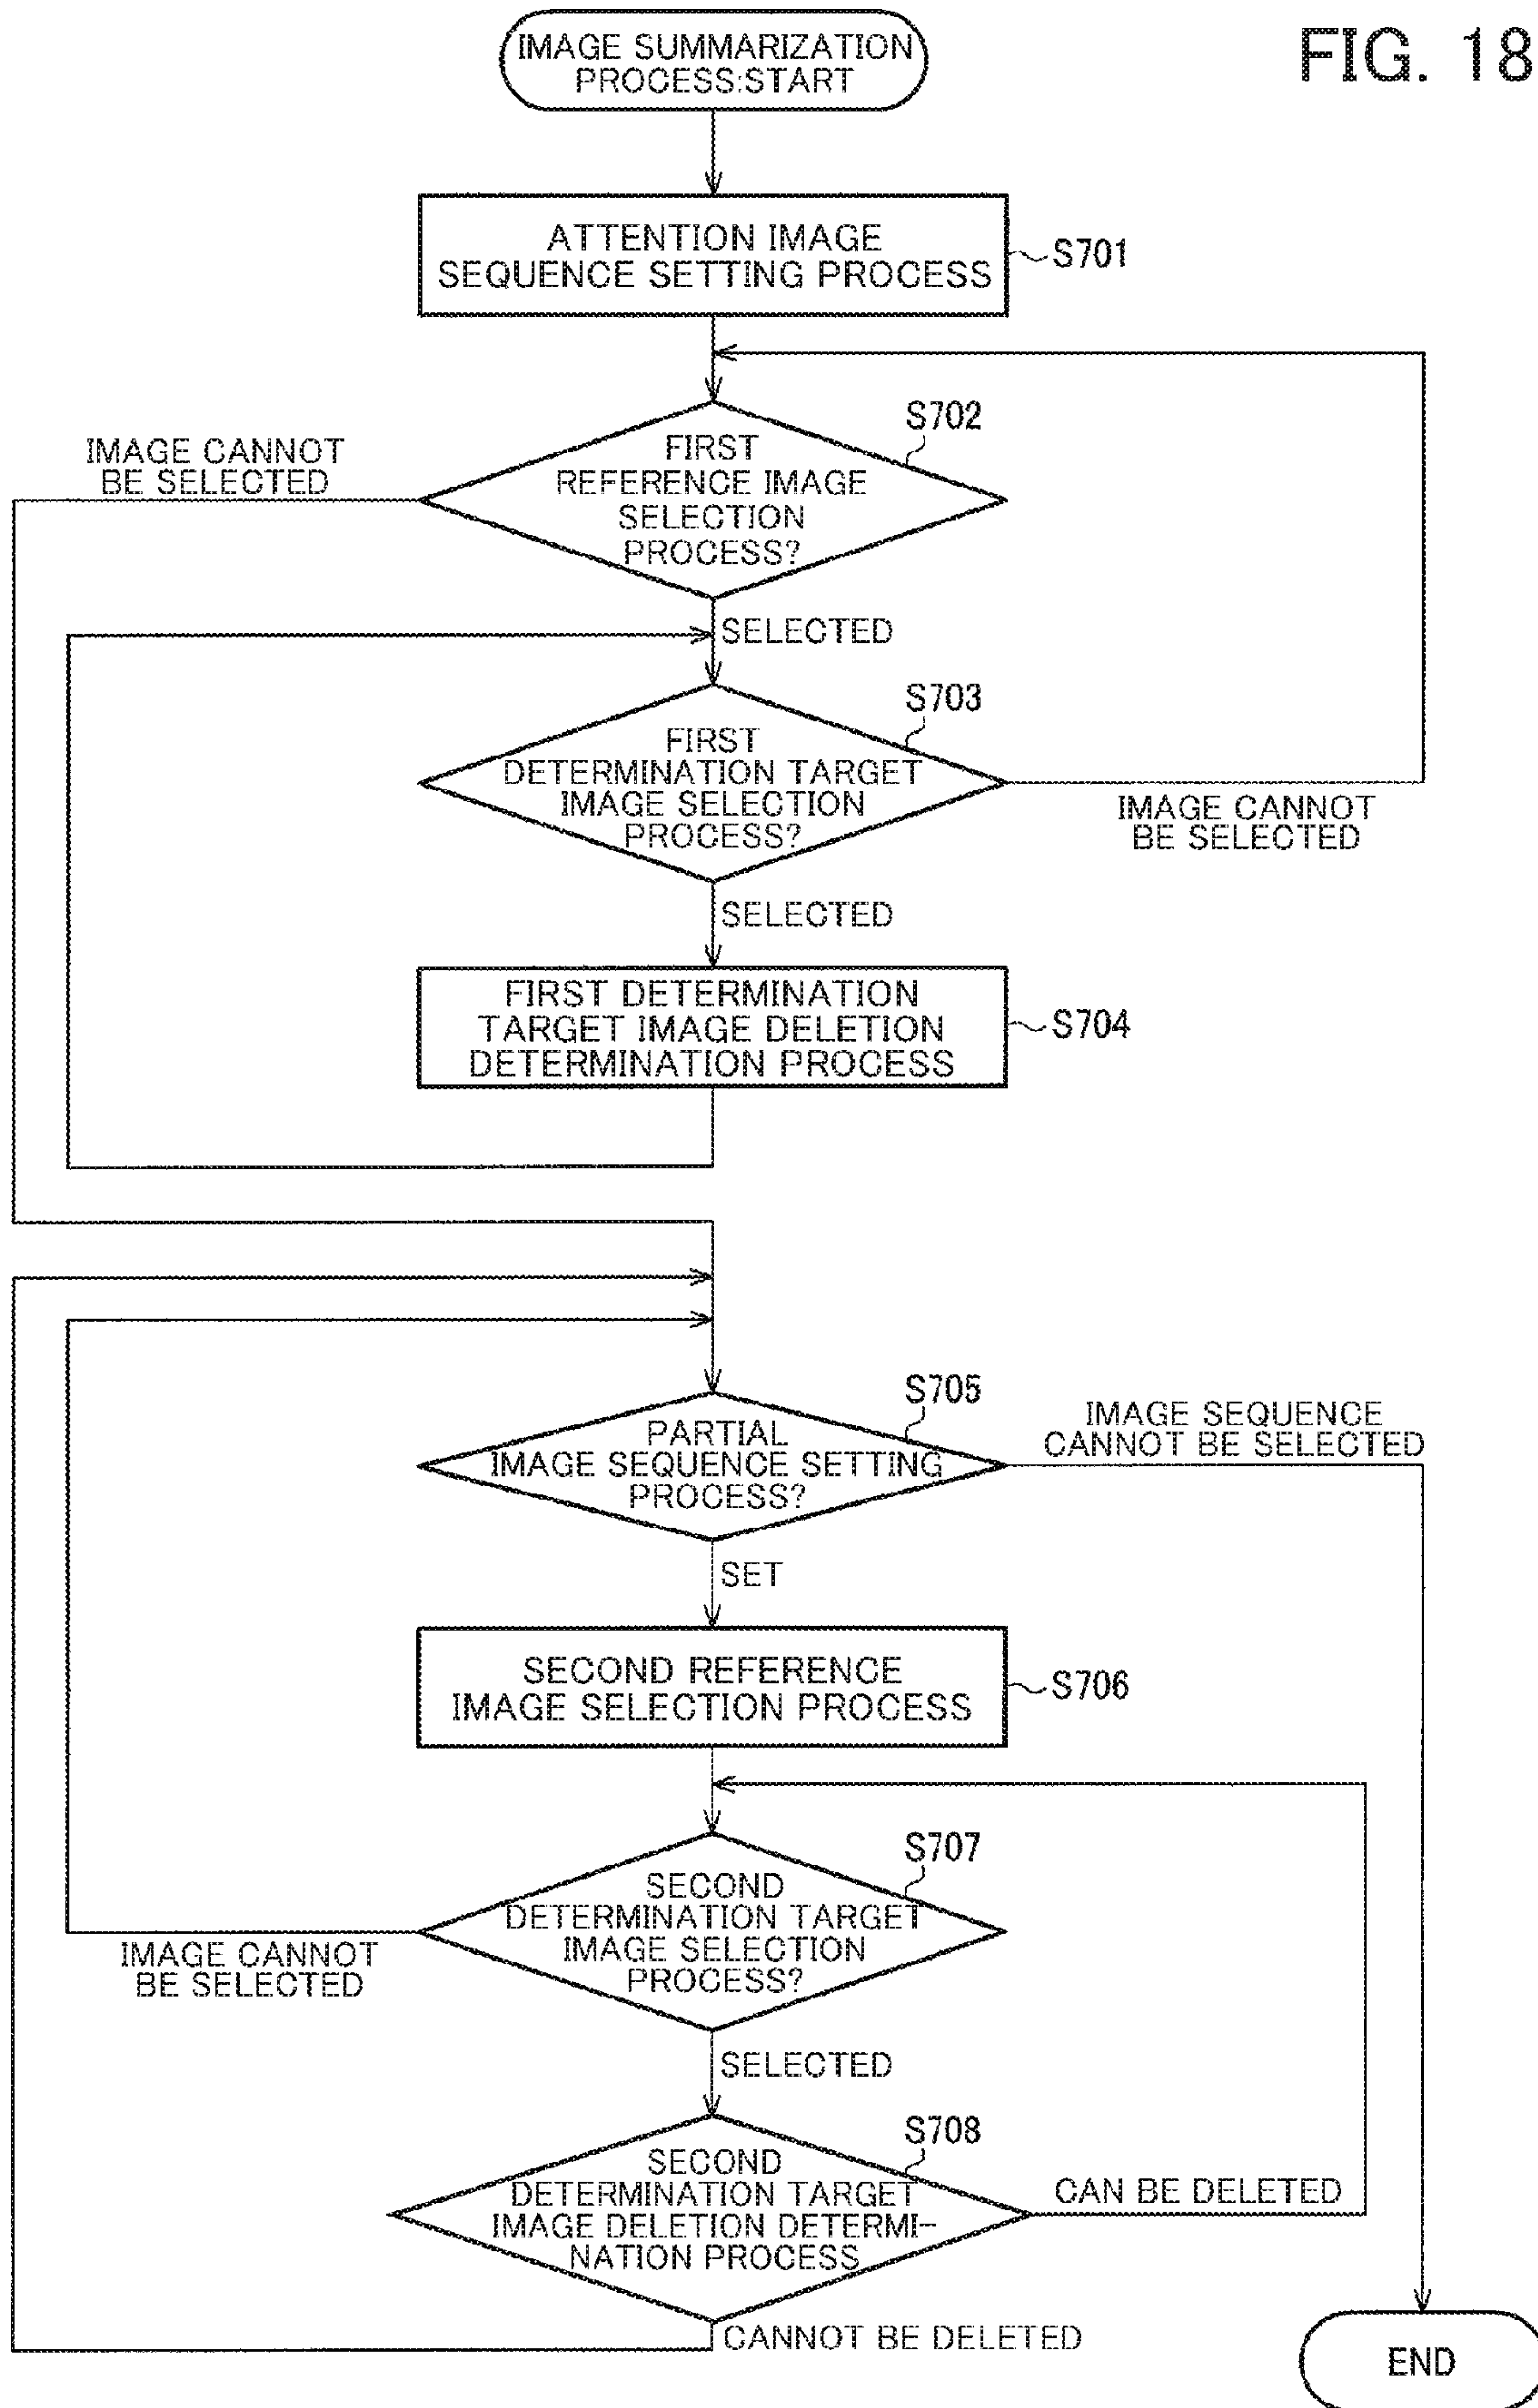 FIG. 18
IMAGE SUMMARIZATION
PROCESS:START
ATTENTION IMAGE
SEQUENCE SETTING PROCESS
S701
S702
IMAGE CANNOT
BE SELECTED
FIRST
REFERENCE IMAGE
SELECTION
PROCESS?
SELECTED
S703
FIRST
DETERMINATION TARGET
IMAGE SELECTION
PROCESS?
IMAGE CANNOT
BE SELECTED
SELECTED
FIRST DETERMINATION
TARGET IMAGE DELETION
DETERMINATION PROCESS
S704
S705
PARTIAL
IMAGE SEQUENCE SETTING
PROCESS?
IMAGE SEQUENCE
CANNOT BE SELECTED
SET
SECOND REFERENCE
IMAGE SELECTION PROCESS
S706
S707
SECOND
DETERMINATION TARGET
IMAGE SELECTION
PROCESS?
IMAGE CANNOT
BE SELECTED
SELECTED
S708
SECOND
DETERMINATION TARGET
IMAGE DELETION DETERMI-
NATION PROCESS
CAN BE DELETED
CANNOT BE DELETED
END